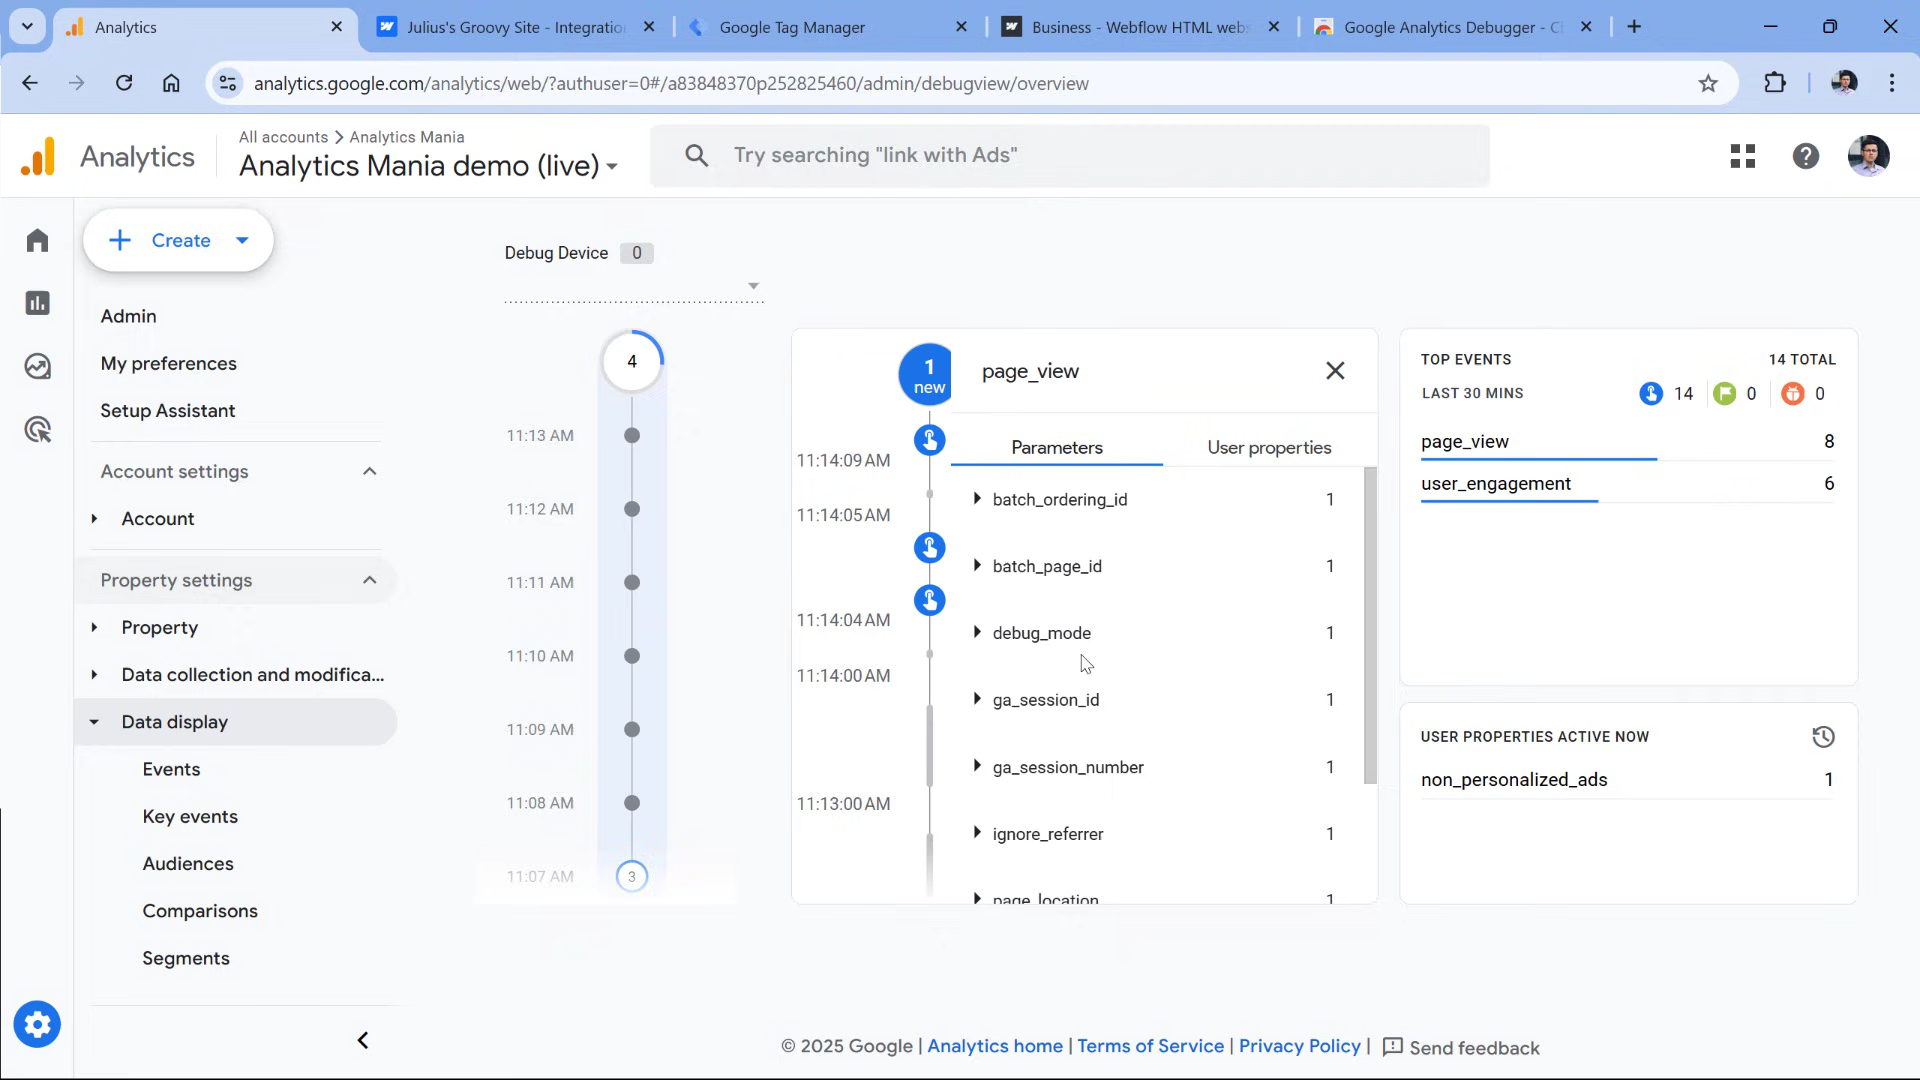 Analytics
Julius's Groovy Site - Integration
Google Tag Manager
Business - Webflow HTML webs
Google Analytics Debugger - C
analytics.google.com/analytics/web/?authuser=0#/a83848370p252825460/admin/debugview/overview
Analytics
All accounts > Analytics Mania
Analytics Mania demo (live)
Try searching "link with Ads"
Create
Admin
My preferences
Setup Assistant
Account settings
Account
Property settings
Property
Data collection and modifica...
Data display
Events
Key events
Audiences
Comparisons
Segments
Debug Device 0
4
11:13 AM
11:12 AM
11:11 AM
11:10 AM
11:09 AM
11:08 AM
11:07 AM
3
1
new
11:14:09 AM
11:14:05 AM
11:14:04 AM
11:14:00 AM
11:13:00 AM
page_view
Parameters User properties
batch_ordering_id 1
batch_page_id 1
debug_mode 1
ga_session_id 1
ga_session_number 1
ignore_referrer 1
page_location 1
TOP EVENTS 14 TOTAL
LAST 30 MINS 14 0 0
page_view 8
user_engagement 6
USER PROPERTIES ACTIVE NOW
non_personalized_ads 1
© 2025 Google | Analytics home | Terms of Service | Privacy Policy | Send feedback